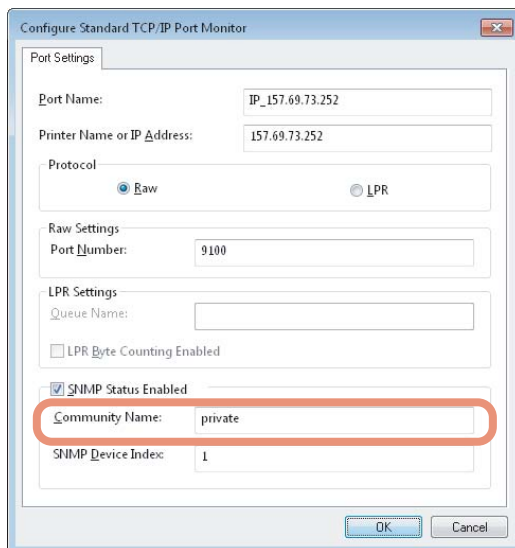 Configure Standard TCP/IP Port Monitor
Port Settings
Port Name: IP_157.69.73.252
Printer Name or IP Address: 157.69.73.252
Protocol
Raw LPR
Raw Settings
Port Number: 9100
LPR Settings
Queue Name:
LPR Byte Counting Enabled
SNMP Status Enabled
Community Name: private
SNMP Device Index: 1
OK Cancel